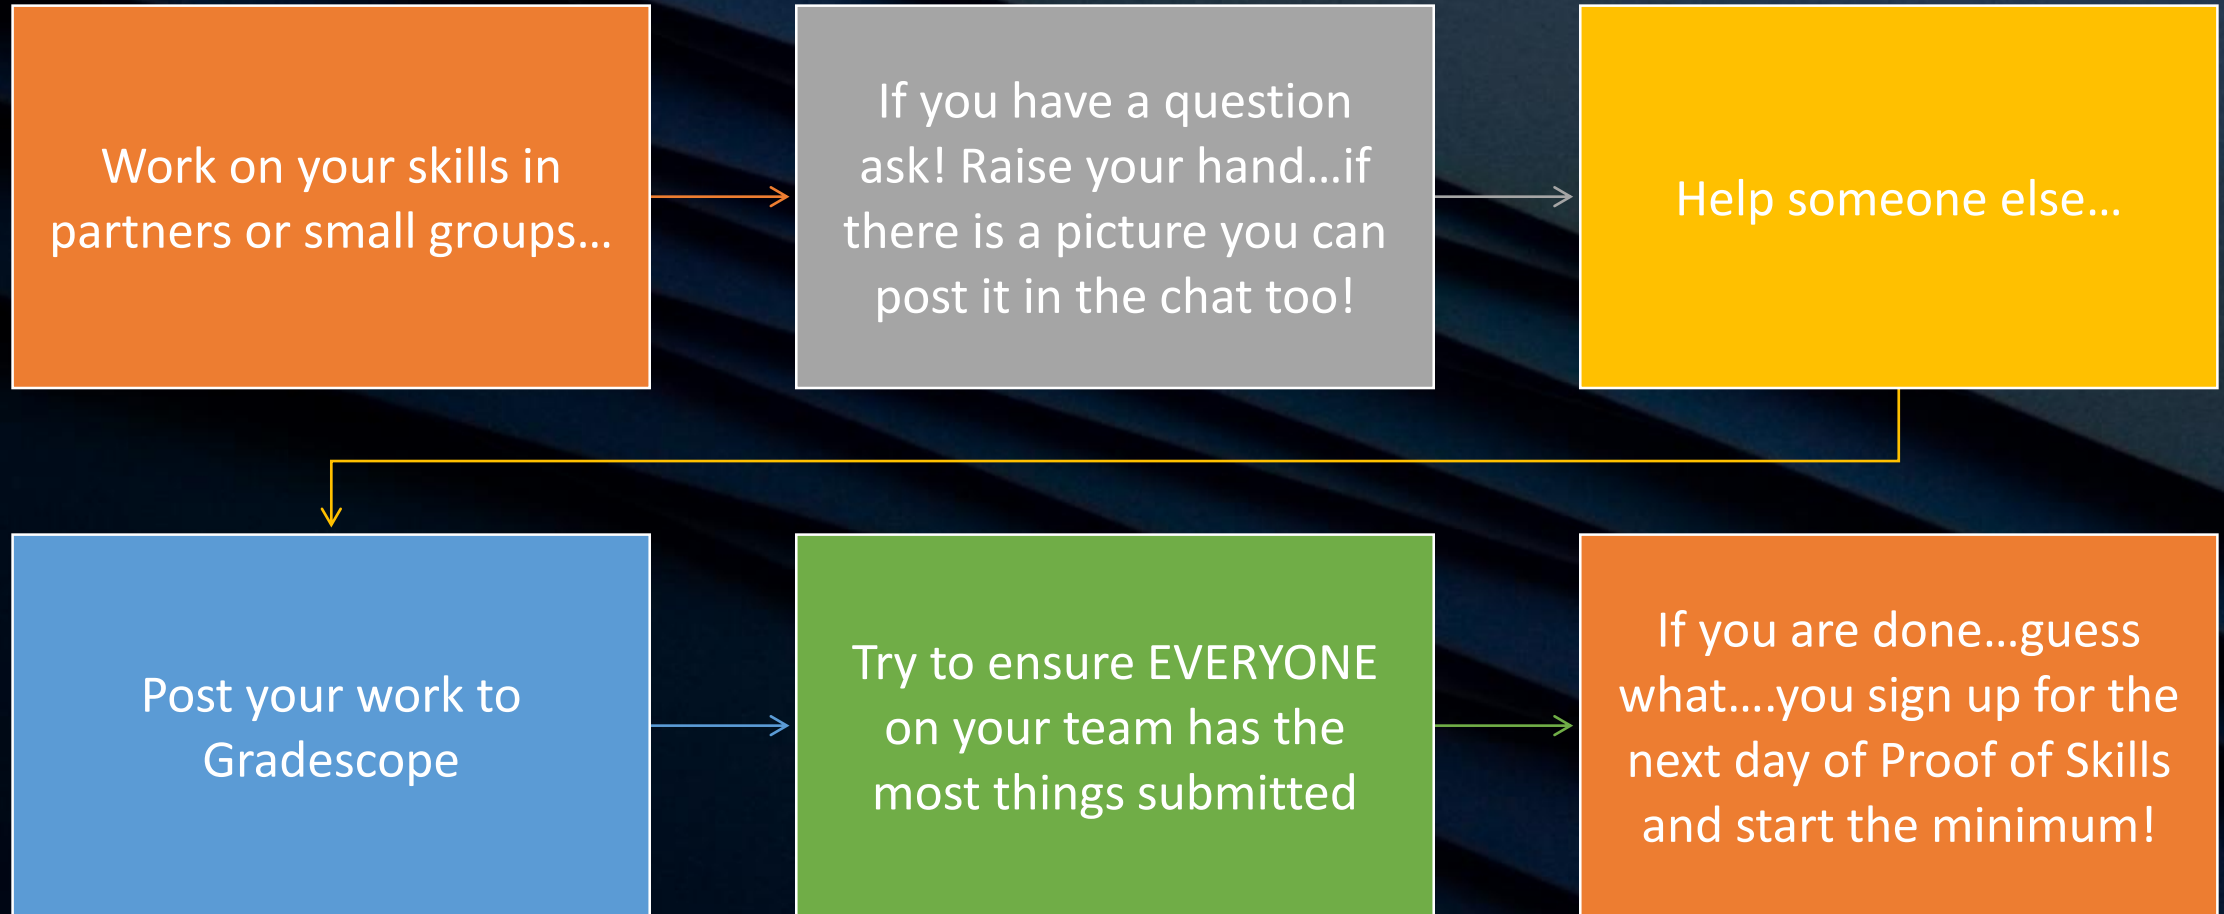 Work on your skills in
partners or small groups...
If you have a question
ask! Raise your hand...if
there is a picture you can
post it in the chat too!
Help someone else...
Post your work to
Gradescope
Try to ensure EVERYONE
on your team has the
most things submitted
If you are done...guess
what....you sign up for the
next day of Proof of Skills
and start the minimum!